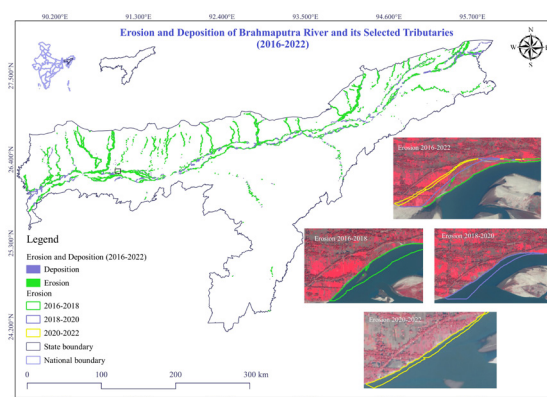 90.200°E 91.300°E 92.400°E 93.500°E 94.600°E 95.700°E
Erosion and Deposition of Brahmaputra River and its Selected Tributaries
(2016-2022)
N
W E
S
27.500°N
26.400°N
25.300°N
24.200°N
Erosion 2016-2022
Erosion 2016-2018
Erosion 2018-2020
Erosion 2020-2022
Legend
Erosion and Deposition (2016-2022)
Deposition
Erosion
Erosion
2016-2018
2018-2020
2020-2022
State boundary
National boundary
0 100 200 300 km